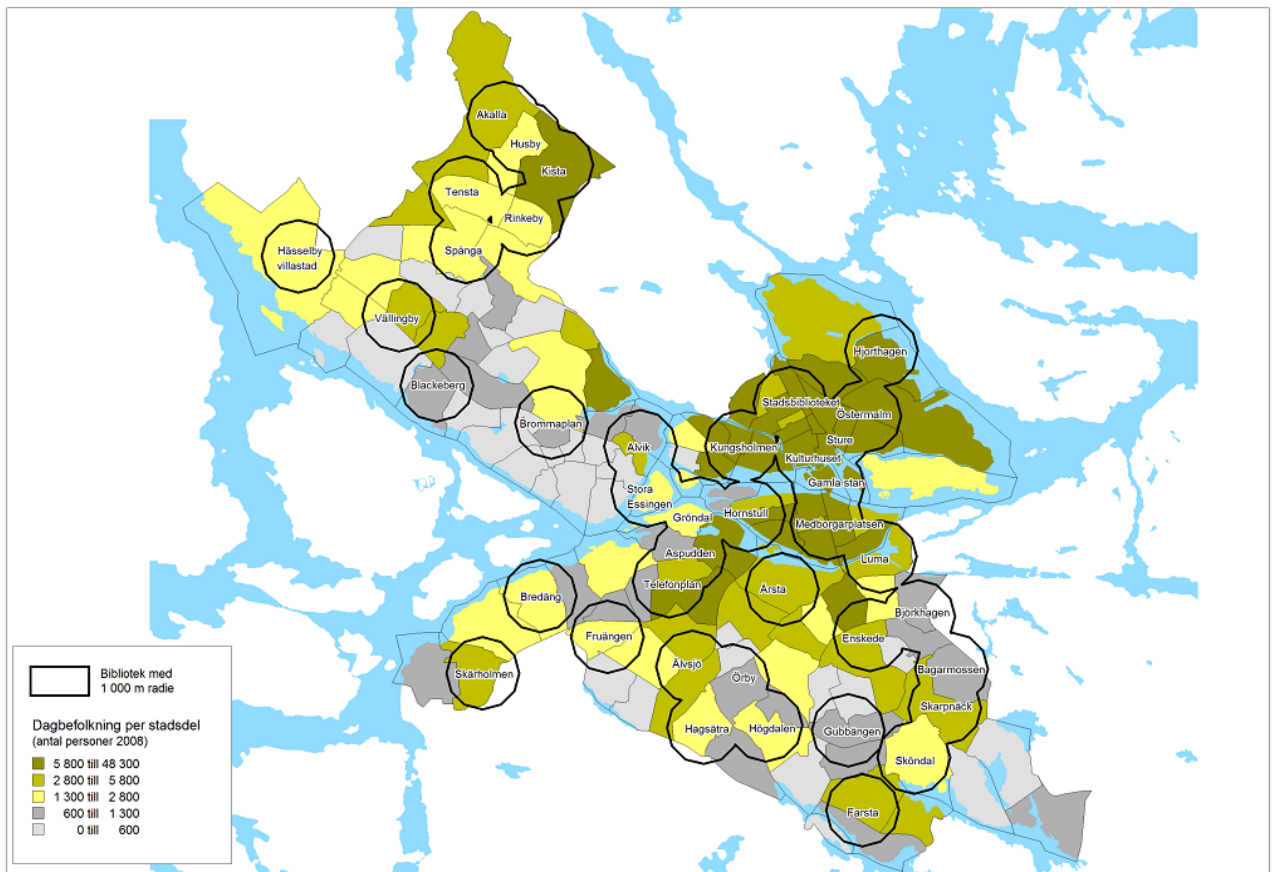 Akalla
Husby
Kista
Tensta
Rinkeby
Spånga
Hässelby
villastad
Vällingby
Blackeberg
Brommaplan
Hjorthagen
Stadsbiblioteket
Östermalm
Sture
Kungsholmen
Kulturhuset
Gamla stan
Alvik
Stora
Essingen
Gröndal
Hornstull
Medborgarplatsen
Luma
Aspudden
Telefonplan
Årsta
Björkhagen
Bredäng
Fruängen
Enskede
Skärholmen
Älvsjö
Örby
Bagarmossen
Skarpnäck
Hagsätra
Högdalen
Gubbängen
Sköndal
Farsta
Bibliotek med
1 000 m radie
Dagbefolkning per stadsdel
(antal personer 2008)
5 800 till 48 300
2 800 till 5 800
1 300 till 2 800
600 till 1 300
0 till 600